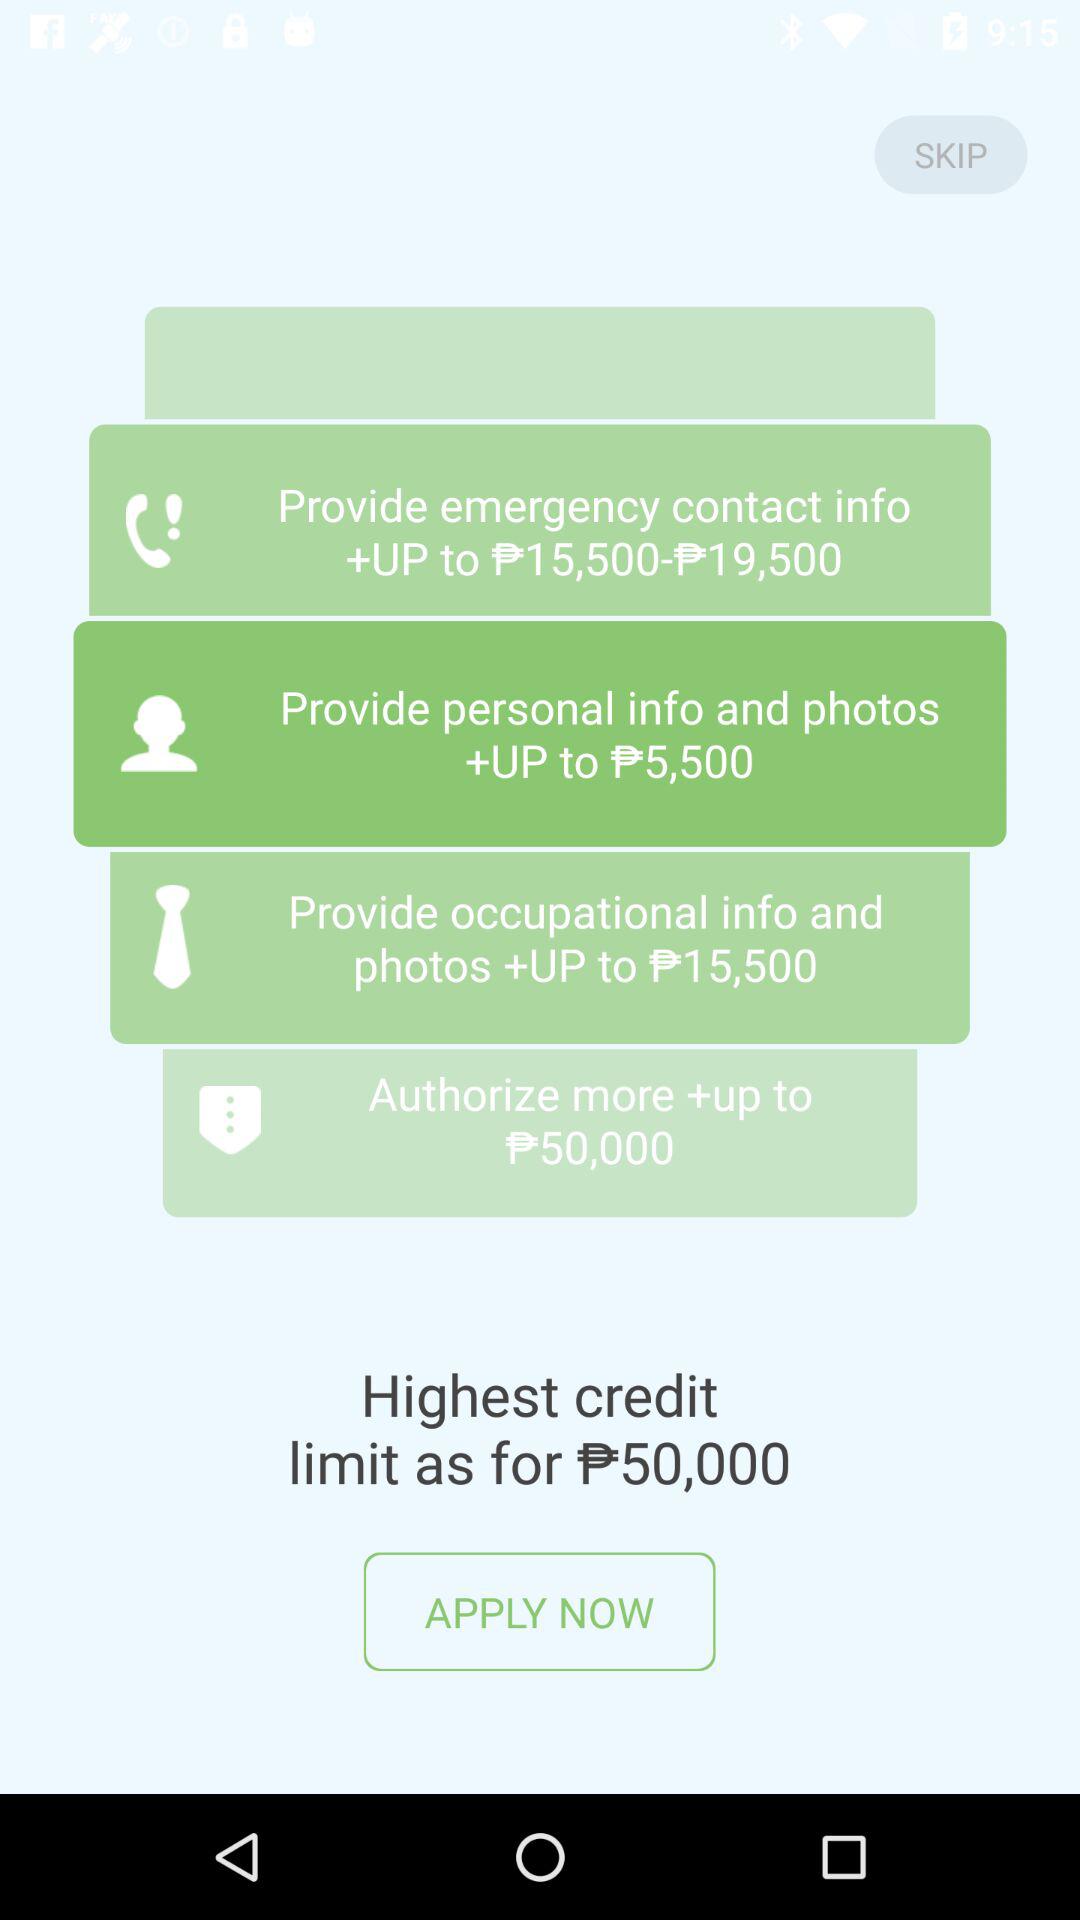 9:15
SKIP
Provide emergency contact info
+UP to ₱15,500-₱19,500
Provide personal info and photos
+UP to ₱5,500
Provide occupational info and
photos +UP to ₱15,500
Authorize more +up to
₱50,000
Highest credit
limit as for ₱50,000
APPLY NOW